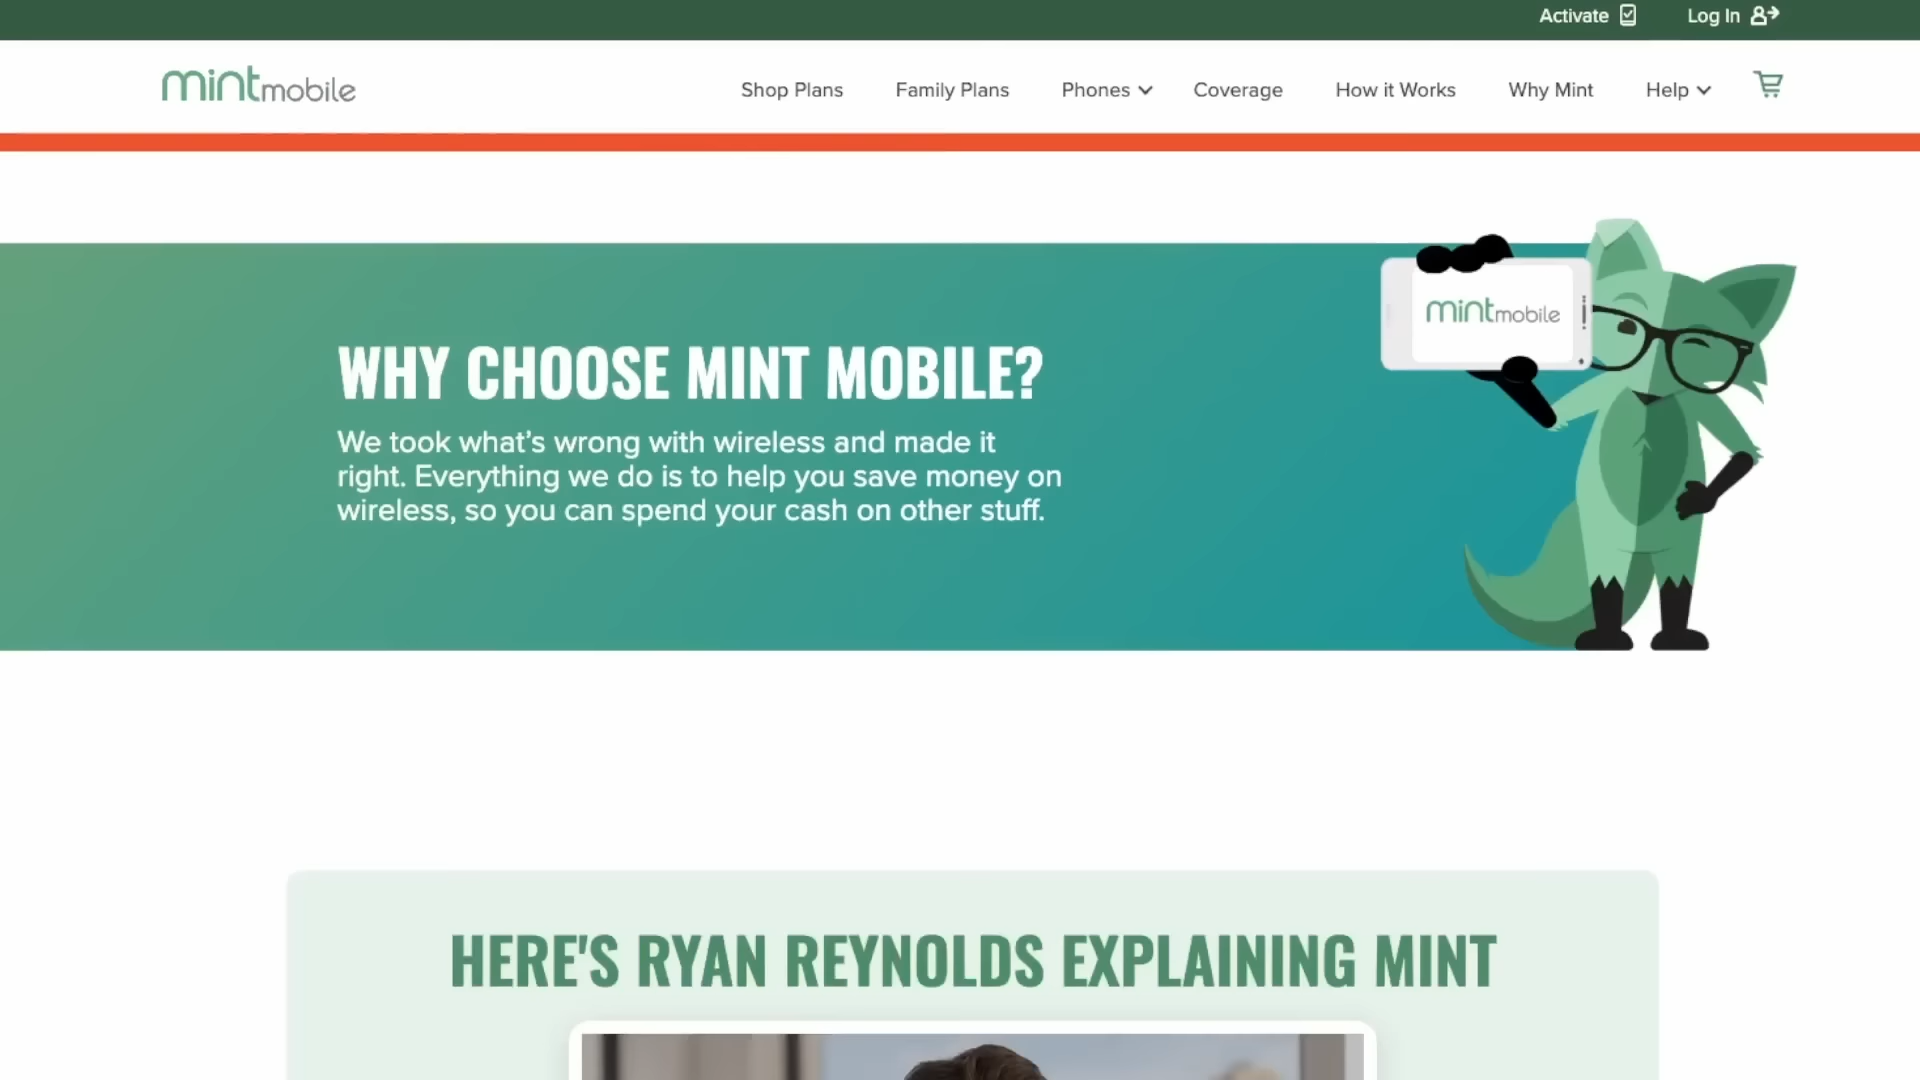 Activate
Log In
mintmobile
Shop Plans
Family Plans
Phones
Coverage
How it Works
Why Mint
Help
mintmobile
WHY CHOOSE MINT MOBILE?
We took what's wrong with wireless and made it
right. Everything we do is to help you save money on
wireless, so you can spend your cash on other stuff.
HERE'S RYAN REYNOLDS EXPLAINING MINT